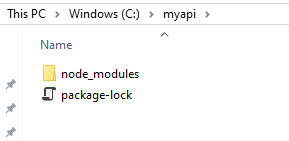 This PC > Windows (C:) > myapi
Name
node_modules
package-lock